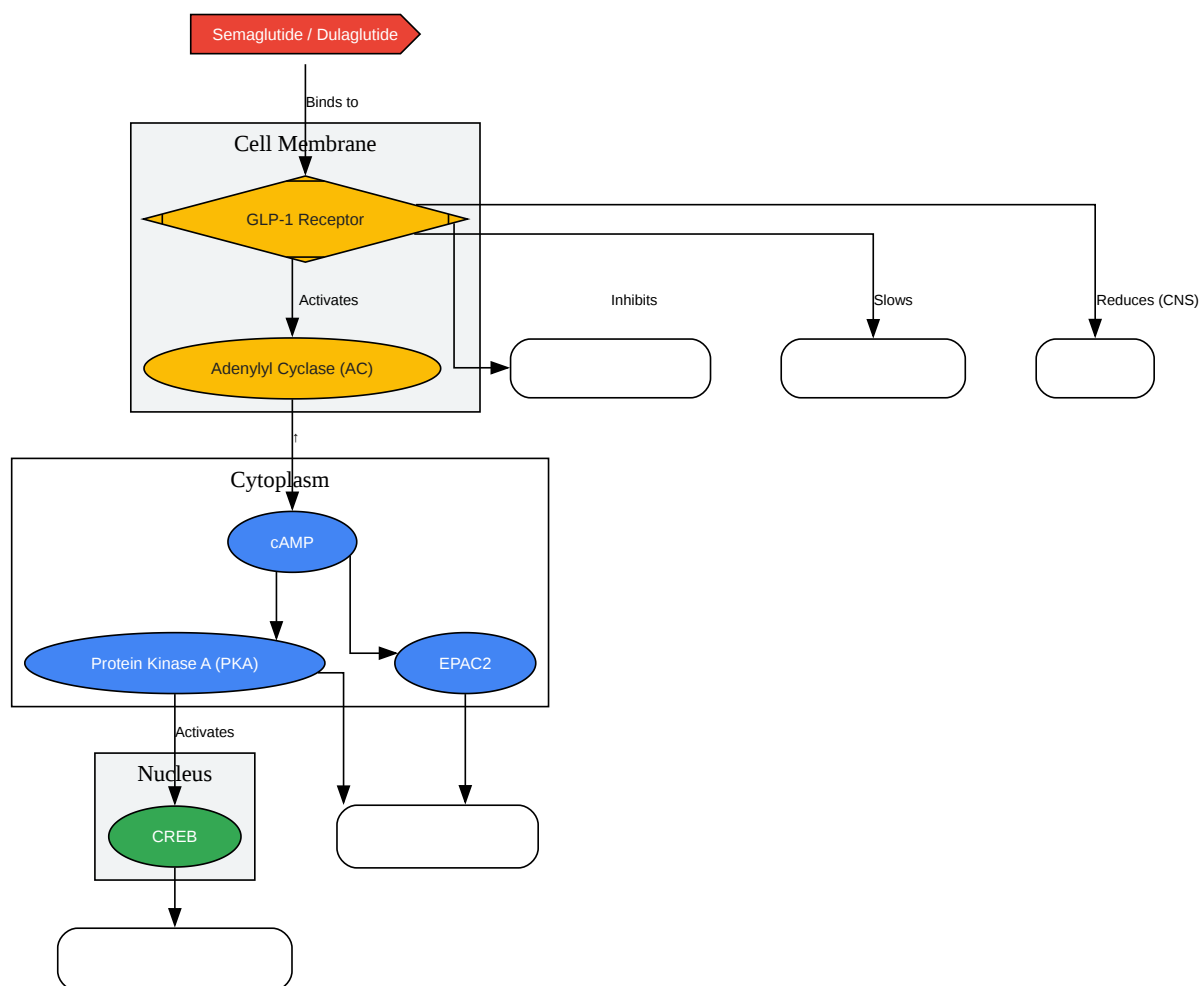 Semaglutide / Dulaglutide
Binds to
Cell Membrane
GLP-1 Receptor
Activates
Inhibits
Slows
Reduces (CNS)
Adenylyl Cyclase (AC)
↑
Cytoplasm
cAMP
Protein Kinase A (PKA)
EPAC2
Activates
Nucleus
CREB